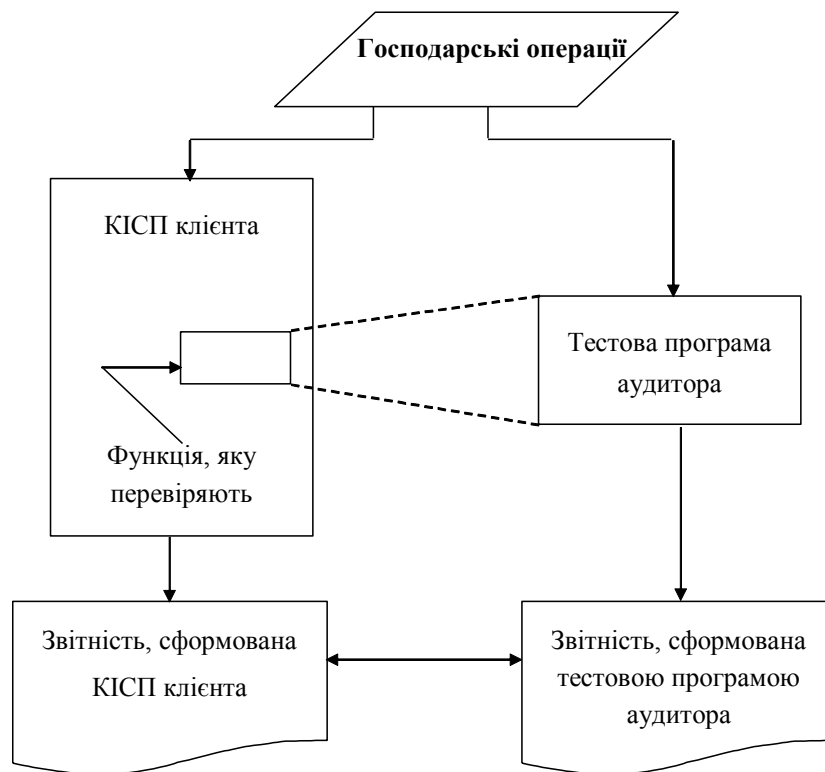 Господарські операції
КІСП клієнта
Тестова програма
аудитора
Функція, яку
перевіряють
Звітність, сформована
КІСП клієнта
Звітність, сформована
тестовою програмою
аудитора